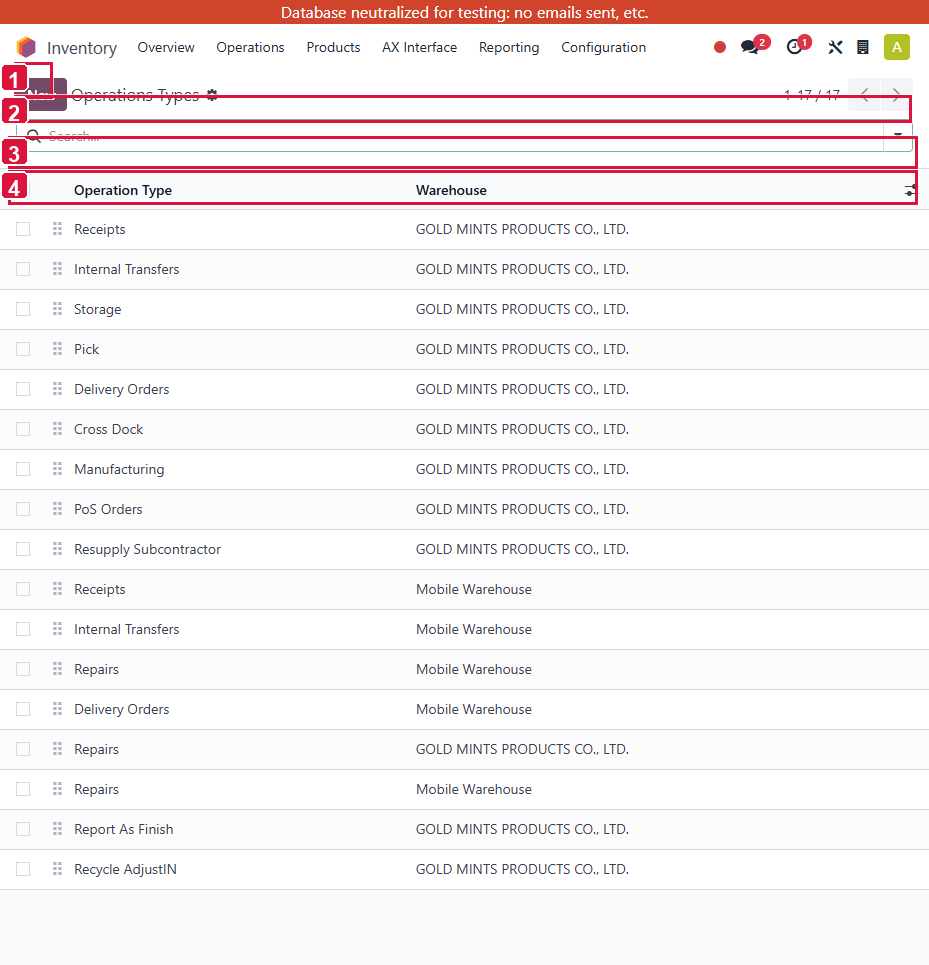 Database neutralized for testing: no emails sent, etc.
Inventory Overview Operations Products AX Interface Reporting Configuration 2 1 A
1
New Operations Types 1-17 / 17
2
Search...
3
4
Operation Type Warehouse
Receipts GOLD MINTS PRODUCTS CO., LTD.
Internal Transfers GOLD MINTS PRODUCTS CO., LTD.
Storage GOLD MINTS PRODUCTS CO., LTD.
Pick GOLD MINTS PRODUCTS CO., LTD.
Delivery Orders GOLD MINTS PRODUCTS CO., LTD.
Cross Dock GOLD MINTS PRODUCTS CO., LTD.
Manufacturing GOLD MINTS PRODUCTS CO., LTD.
PoS Orders GOLD MINTS PRODUCTS CO., LTD.
Resupply Subcontractor GOLD MINTS PRODUCTS CO., LTD.
Receipts Mobile Warehouse
Internal Transfers Mobile Warehouse
Repairs Mobile Warehouse
Delivery Orders Mobile Warehouse
Repairs GOLD MINTS PRODUCTS CO., LTD.
Repairs Mobile Warehouse
Report As Finish GOLD MINTS PRODUCTS CO., LTD.
Recycle AdjustIN GOLD MINTS PRODUCTS CO., LTD.